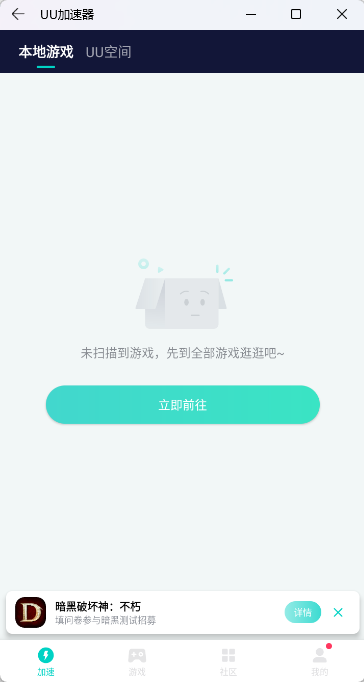 UU加速器
本地游戏 UU空间
未扫描到游戏，先到全部游戏逛逛吧~
立即前往
暗黑破坏神：不朽
填问卷参与暗黑测试招募
详情
加速 游戏 社区 我的